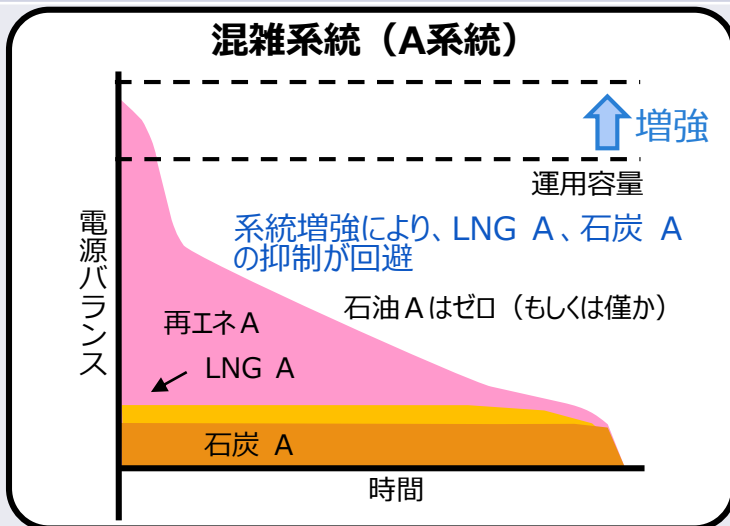 混雑系統（A系統）
増強
運用容量
電源バランス
系統増強により、LNG A、石炭 A
の抑制が回避
石油Aはゼロ（もしくは僅か）
再エネA
LNG A
石炭 A
時間